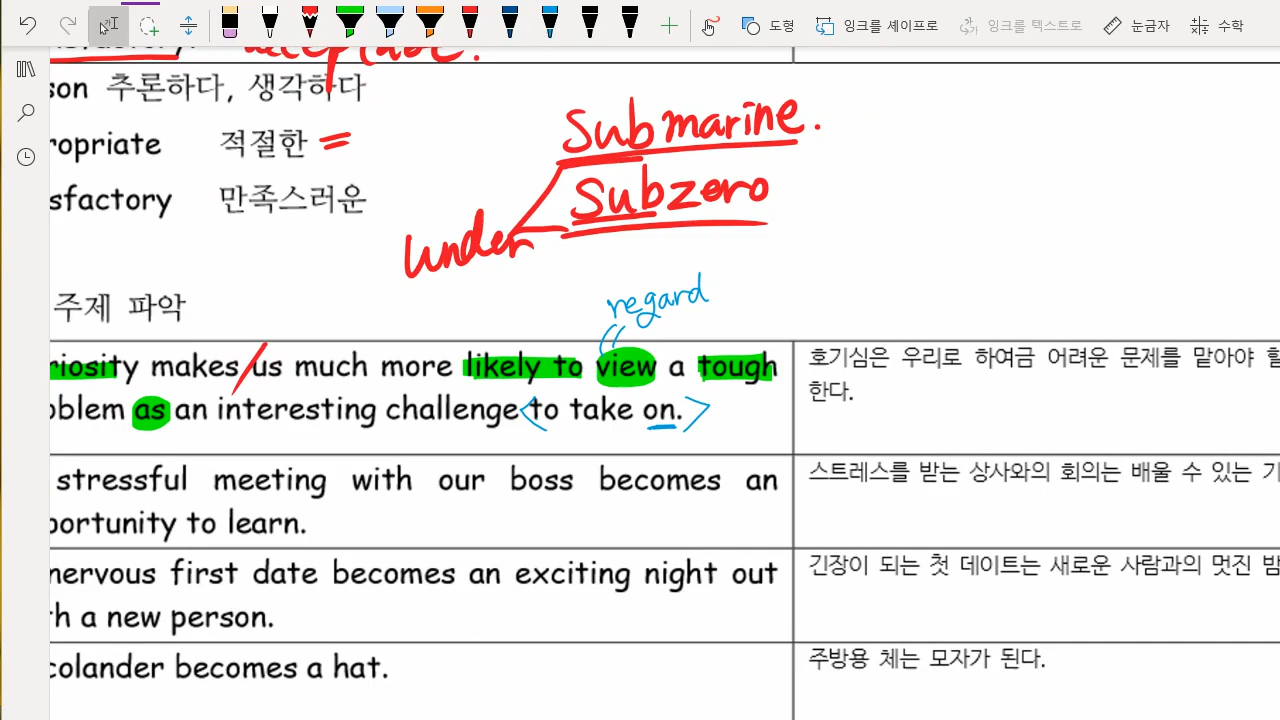 도형 잉크를 셰이프로 잉크를 텍스트로 눈금자 수학
son 추론하다, 생각하다
ropriate 적절한 =
sfactory 만족스러운
Submarine.
Subzero
under
주제 파악
regard
riosity makes us much more likely to view a tough
oblem as an interesting challenge <to take on.>
호기심은 우리로 하여금 어려운 문제를 맡아야 할
한다.
stressful meeting with our boss becomes an
portunity to learn.
스트레스를 받는 상사와의 회의는 배울 수 있는 기
nervous first date becomes an exciting night out
h a new person.
긴장이 되는 첫 데이트는 새로운 사람과의 멋진 밤
colander becomes a hat.
주방용 체는 모자가 된다.